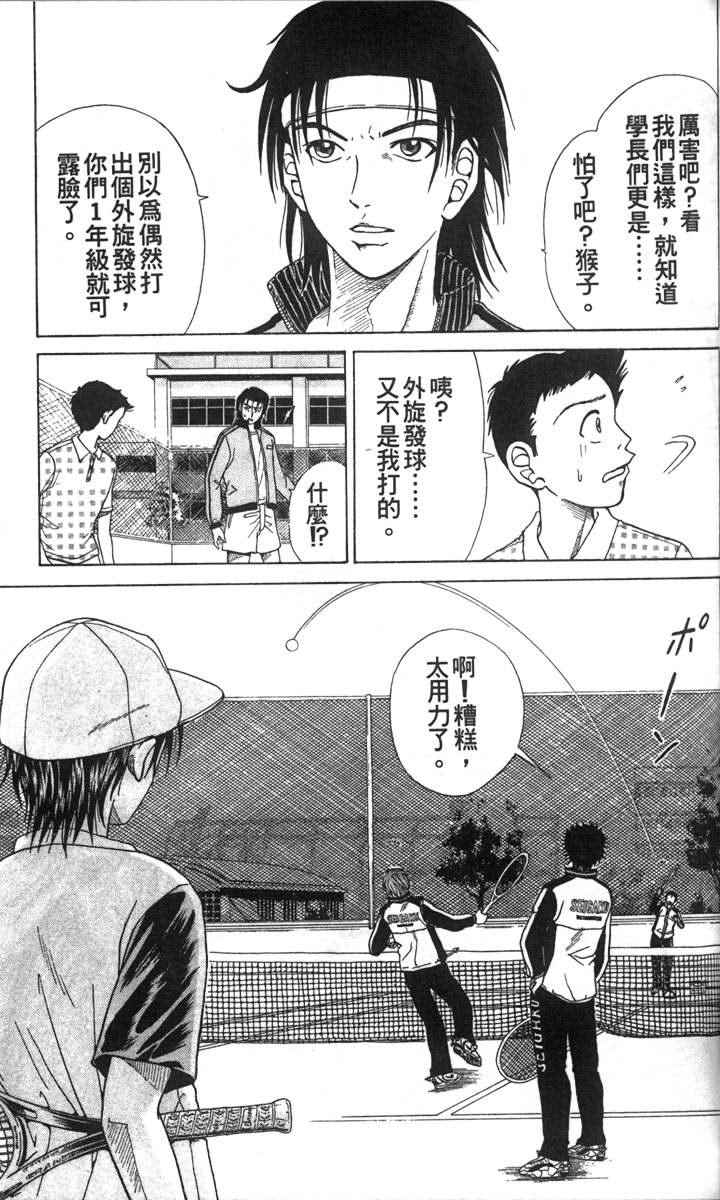 厲害吧？看
我們這樣，就知道
學長們更是……
怕了吧？猴子。
別以為偶然打
出個外旋發球，
你們1年級就可
露臉了。
咦？
外旋發球……
又不是我打的。
什麼!?
ポーン
啊！糟糕，
太用力了。
SEIGAKU
SEIGAKU
SEIGAKU